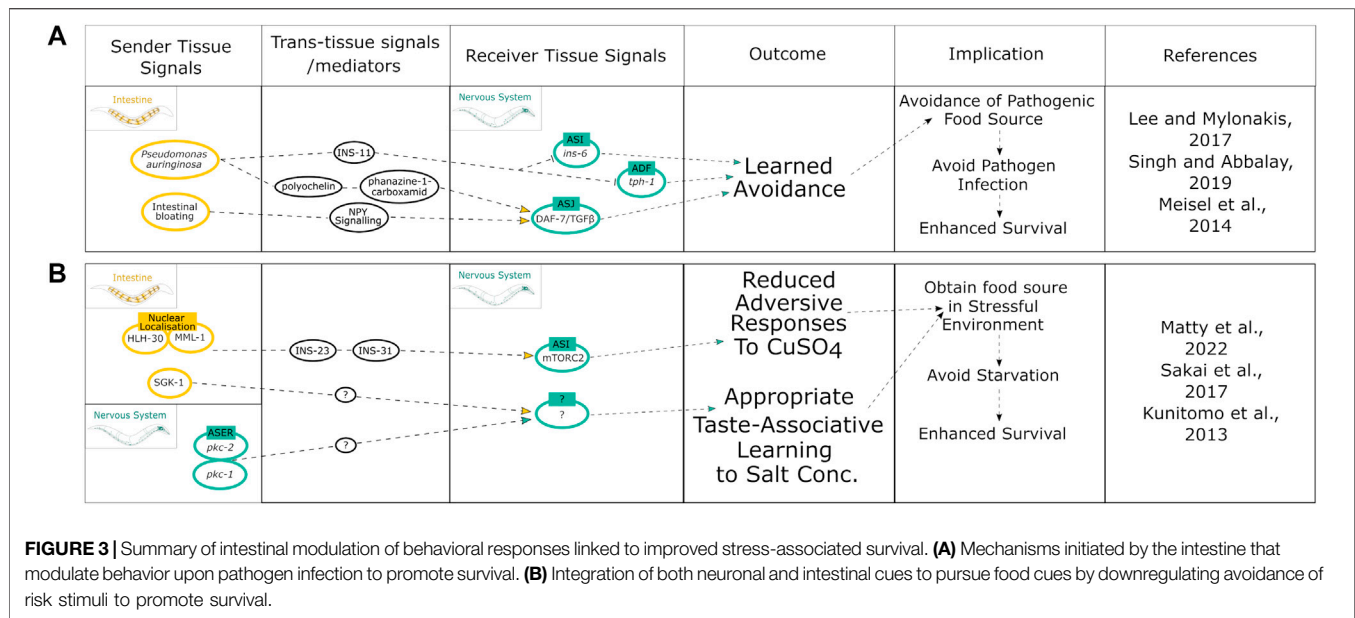 A
Sender Tissue
Signals
Trans-tissue signals
/mediators
Receiver Tissue Signals
Outcome
Implication
References
Intestine
Pseudomonas
auringinosa
Intestinal
bloating
INS-11
polyochelin
phanazine-1-
carboxamid
NPY
Signalling
Nervous System
ASI
ins-6
ADF
tph-1
ASJ
DAF-7/TGFβ
Learned
Avoidance
Avoidance of Pathogenic
Food Source
Avoid Pathogen
Infection
Enhanced Survival
Lee and Mylonakis,
2017
Singh and Abbalay,
2019
Meisel et al.,
2014
B
Intestine
Nuclear
Localisation
HLH-30
MML-1
SGK-1
Nervous System
ASER
pkc-2
pkc-1
INS-23
INS-31
?
?
Nervous System
ASI
mTORC2
?
?
Reduced
Adversive
Responses
To CuSO4
Appropriate
Taste-Associative
Learning
to Salt Conc.
Obtain food soure
in Stressful
Environment
Avoid Starvation
Enhanced Survival
Matty et al.,
2022
Sakai et al.,
2017
Kunitomo et al.,
2013
FIGURE 3 | Summary of intestinal modulation of behavioral responses linked to improved stress-associated survival. (A) Mechanisms initiated by the intestine that
modulate behavior upon pathogen infection to promote survival. (B) Integration of both neuronal and intestinal cues to pursue food cues by downregulating avoidance of
risk stimuli to promote survival.